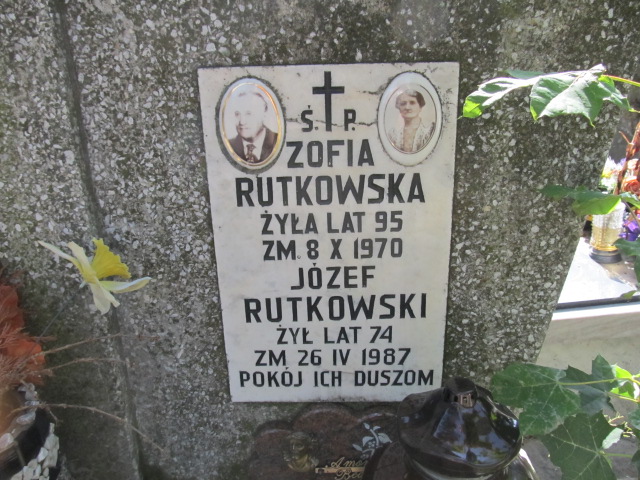 Ś. P.
ZOFIA
RUTKOWSKA
ŻYŁA LAT 95
ZM. 8 X 1970
JÓZEF
RUTKOWSKI
ŻYŁ LAT 74
ZM 26 IV 1987
POKÓJ ICH DUSZOM